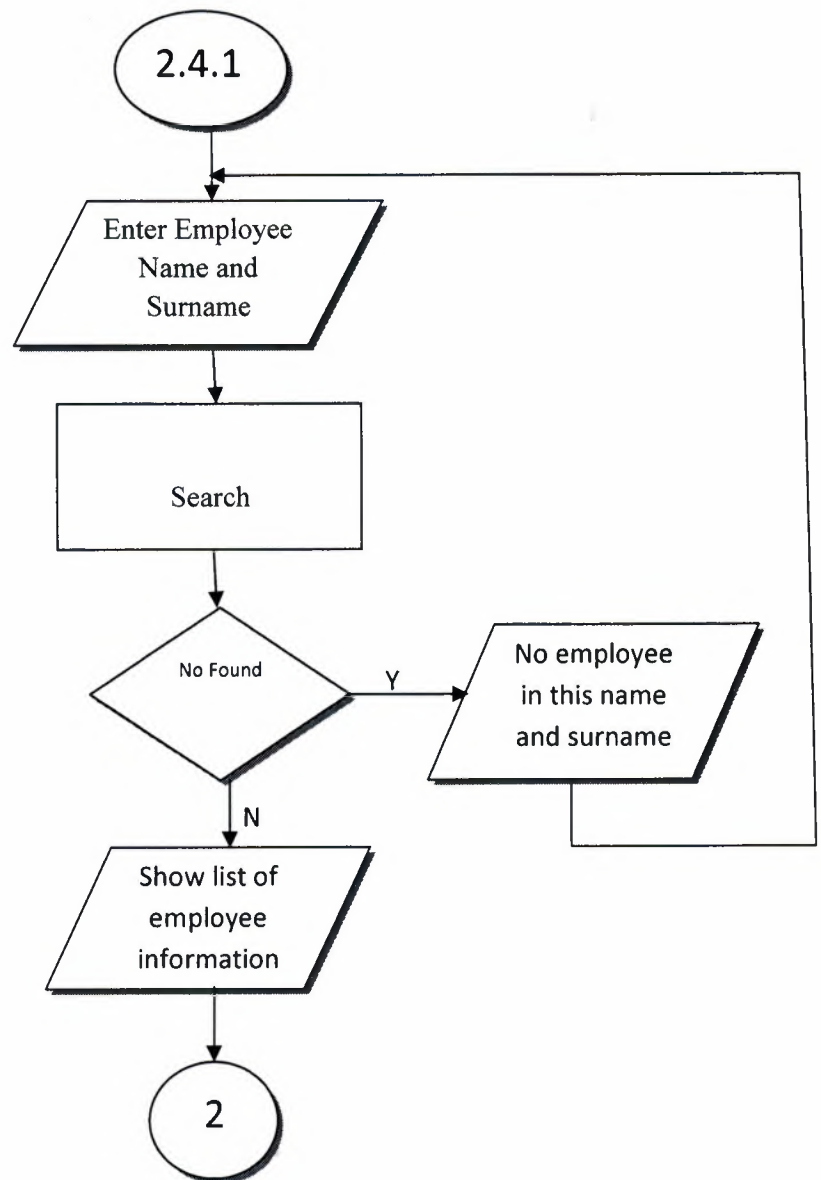 2.4.1
Enter Employee
Name and
Surname
Search
No Found
Y
No employee
in this name
and surname
N
Show list of
employee
information
2